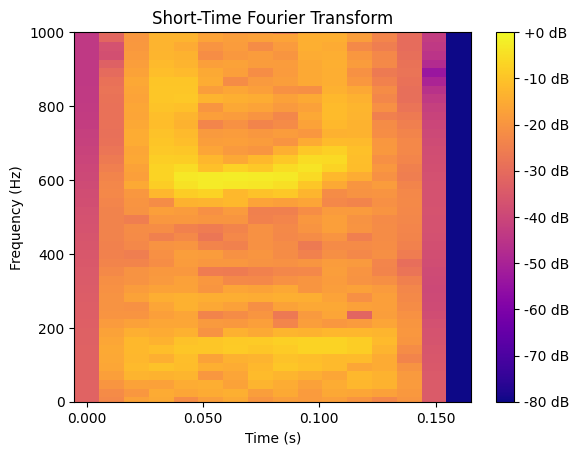 Short-Time Fourier Transform
1000
800
600
400
200
0
Frequency (Hz)
0.000
0.050
0.100
0.150
Time (s)
+0 dB
-10 dB
-20 dB
-30 dB
-40 dB
-50 dB
-60 dB
-70 dB
-80 dB